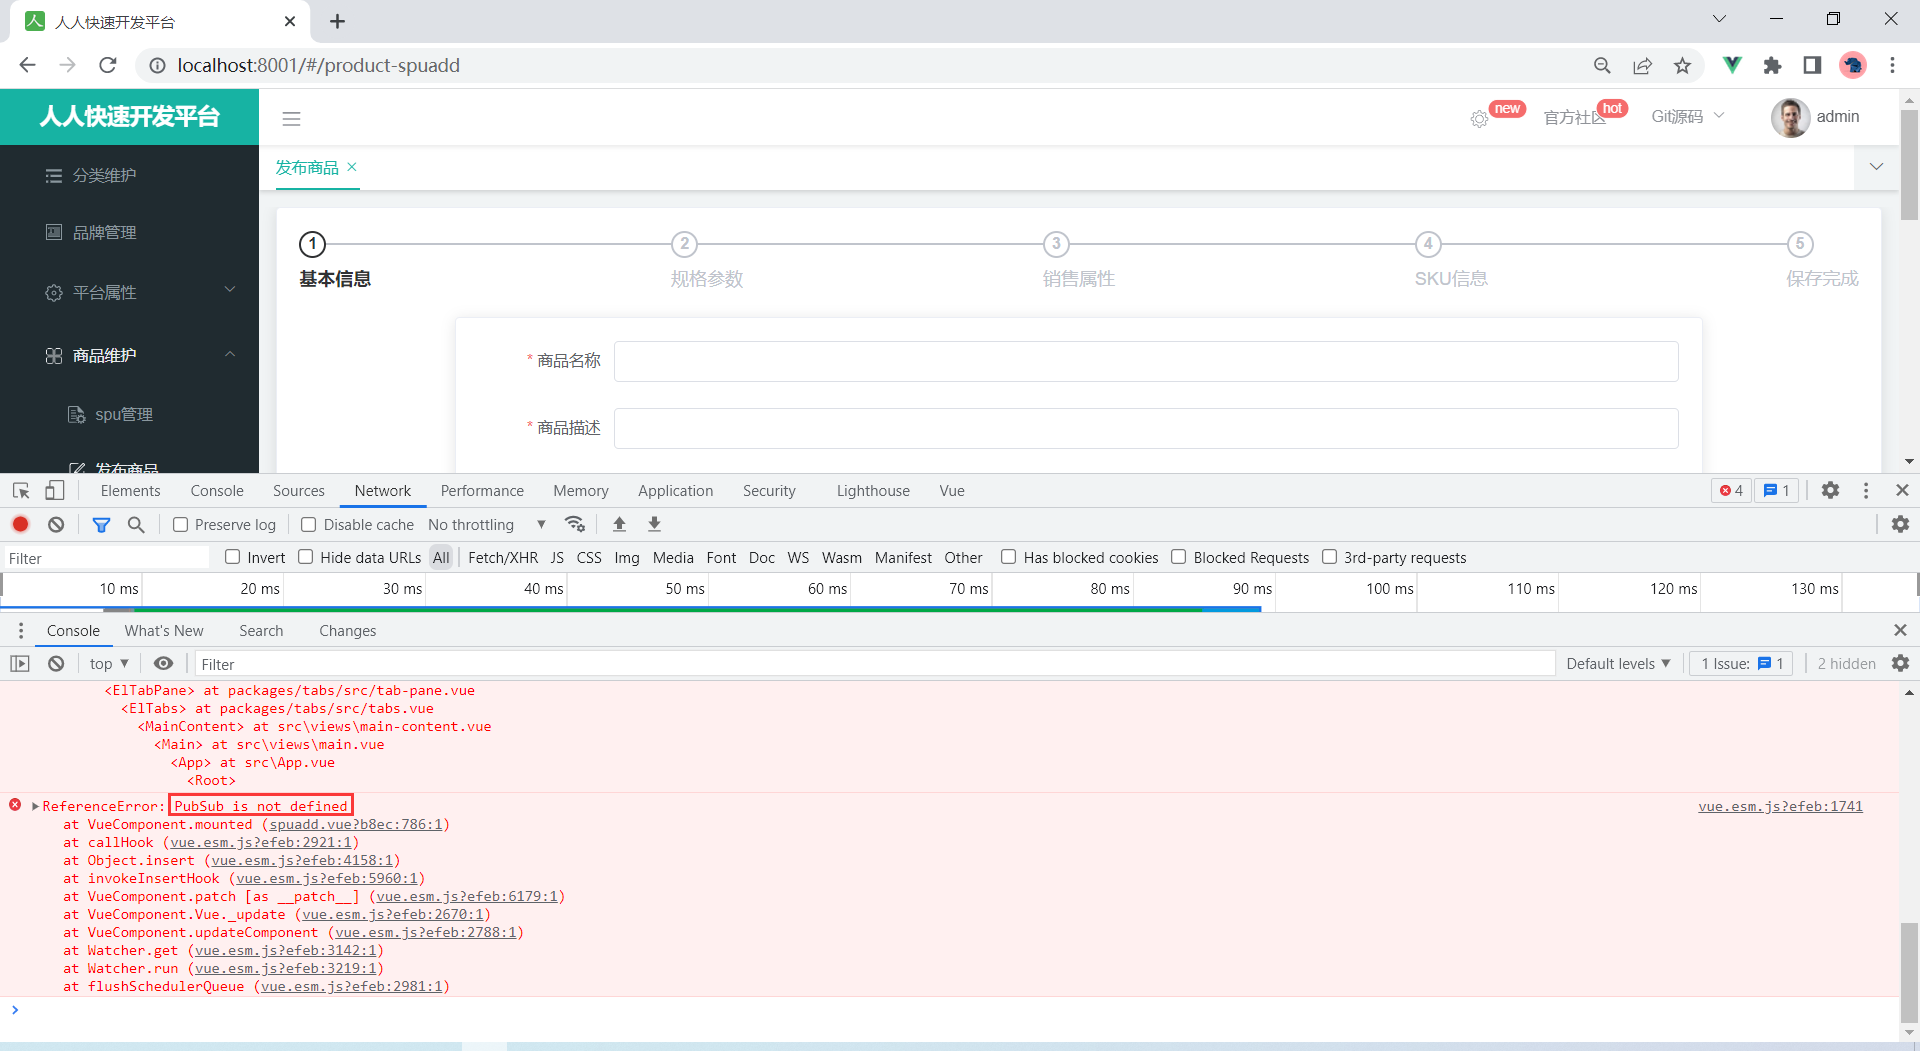 人人快速开发平台
localhost:8001/#/product-spuadd
人人快速开发平台
new
官方社区
hot
Git源码
admin
分类维护
发布商品
品牌管理
平台属性
商品维护
spu管理
发布商品
1
2
3
4
5
基本信息
规格参数
销售属性
SKU信息
保存完成
* 商品名称
* 商品描述
Elements Console Sources Network Performance Memory Application Security Lighthouse Vue
4
1
Preserve log Disable cache No throttling
Filter Invert Hide data URLs All Fetch/XHR JS CSS Img Media Font Doc WS Wasm Manifest Other Has blocked cookies Blocked Requests 3rd-party requests
10 ms 20 ms 30 ms 40 ms 50 ms 60 ms 70 ms 80 ms 90 ms 100 ms 110 ms 120 ms 130 ms
Console What's New Search Changes
top Filter Default levels 1 Issue: 1 2 hidden
<ElTabPane> at packages/tabs/src/tab-pane.vue
<ElTabs> at packages/tabs/src/tabs.vue
<MainContent> at src\views\main-content.vue
<Main> at src\views\main.vue
<App> at src\App.vue
<Root>
ReferenceError: PubSub is not defined vue.esm.js?efeb:1741
at VueComponent.mounted (spuadd.vue?b8ec:786:1)
at callHook (vue.esm.js?efeb:2921:1)
at Object.insert (vue.esm.js?efeb:4158:1)
at invokeInsertHook (vue.esm.js?efeb:5960:1)
at VueComponent.patch [as __patch__] (vue.esm.js?efeb:6179:1)
at VueComponent.Vue._update (vue.esm.js?efeb:2670:1)
at VueComponent.updateComponent (vue.esm.js?efeb:2788:1)
at Watcher.get (vue.esm.js?efeb:3142:1)
at Watcher.run (vue.esm.js?efeb:3219:1)
at flushSchedulerQueue (vue.esm.js?efeb:2981:1)